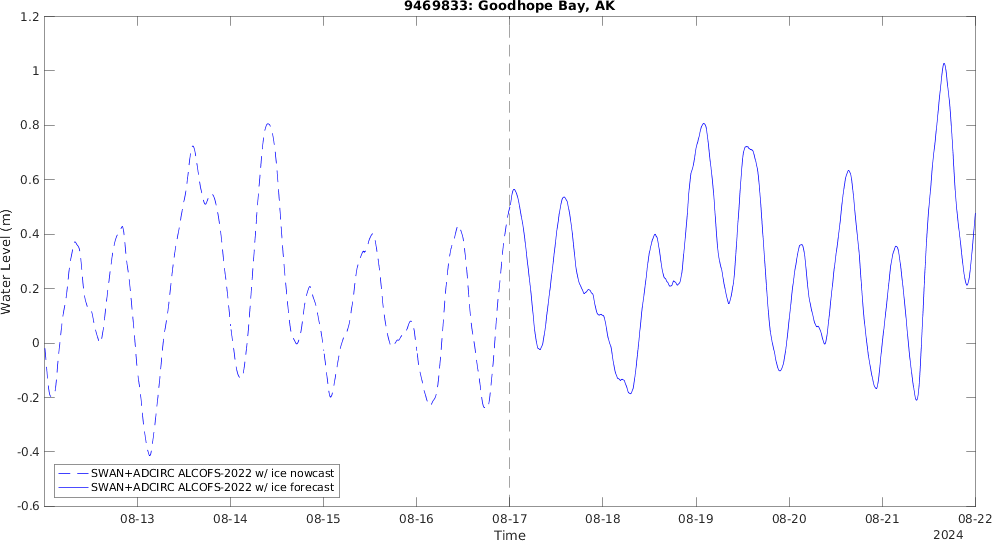 9469833: Goodhope Bay, AK
1.2
1
0.8
0.6
0.4
0.2
0
-0.2
-0.4
-0.6
Water Level (m)
SWAN+ADCIRC ALCOFS-2022 w/ ice nowcast
SWAN+ADCIRC ALCOFS-2022 w/ ice forecast
08-13 08-14 08-15 08-16 08-17 08-18 08-19 08-20 08-21 08-22
Time
2024